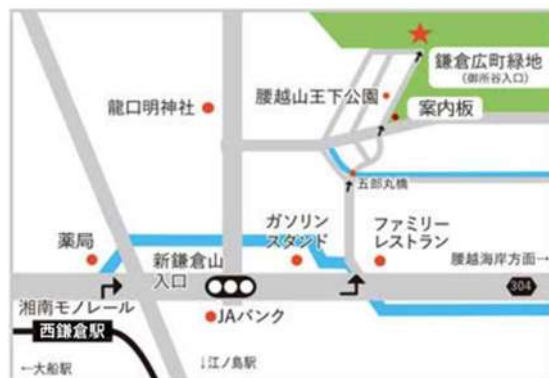 鎌倉広町緑地
(御所谷入口)
腰越山王下公園
案内板
龍口明神社
五郎丸橋
ガソリン
スタンド
ファミリー
レストラン
薬局
新鎌倉山
入口
腰越海岸方面→
304
湘南モノレール
JAバンク
西鎌倉駅
←大船駅
↓江ノ島駅